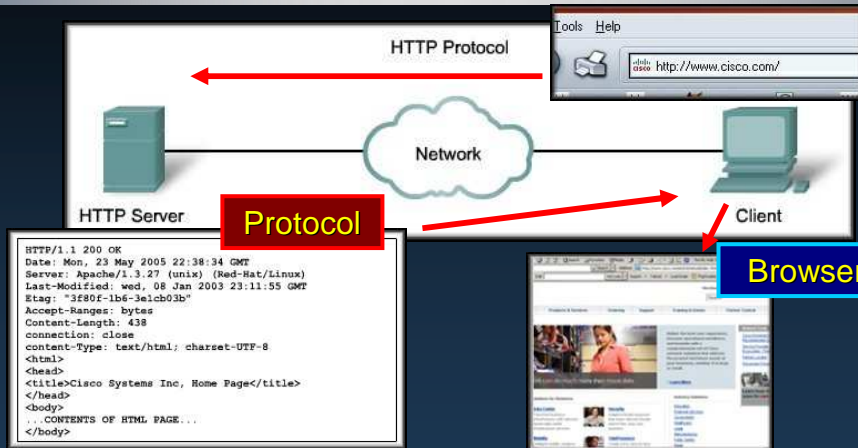 HTTP Protocol
Tools Help
http://www.cisco.com/
Network
HTTP Server
Client
Protocol
Browser
HTTP/1.1 200 OK
Date: Mon, 23 May 2005 22:38:34 GMT
Server: Apache/1.3.27 (unix) (Red-Hat/Linux)
Last-Modified: wed, 08 Jan 2003 23:11:55 GMT
Etag: "3f80f-1b6-3e1cb03b"
Accept-Ranges: bytes
Content-Length: 438
connection: close
content-Type: text/html; charset-UTF-8
<html>
<head>
<title>Cisco Systems Inc, Home Page</title>
</head>
<body>
...CONTENTS OF HTML PAGE...
</body>